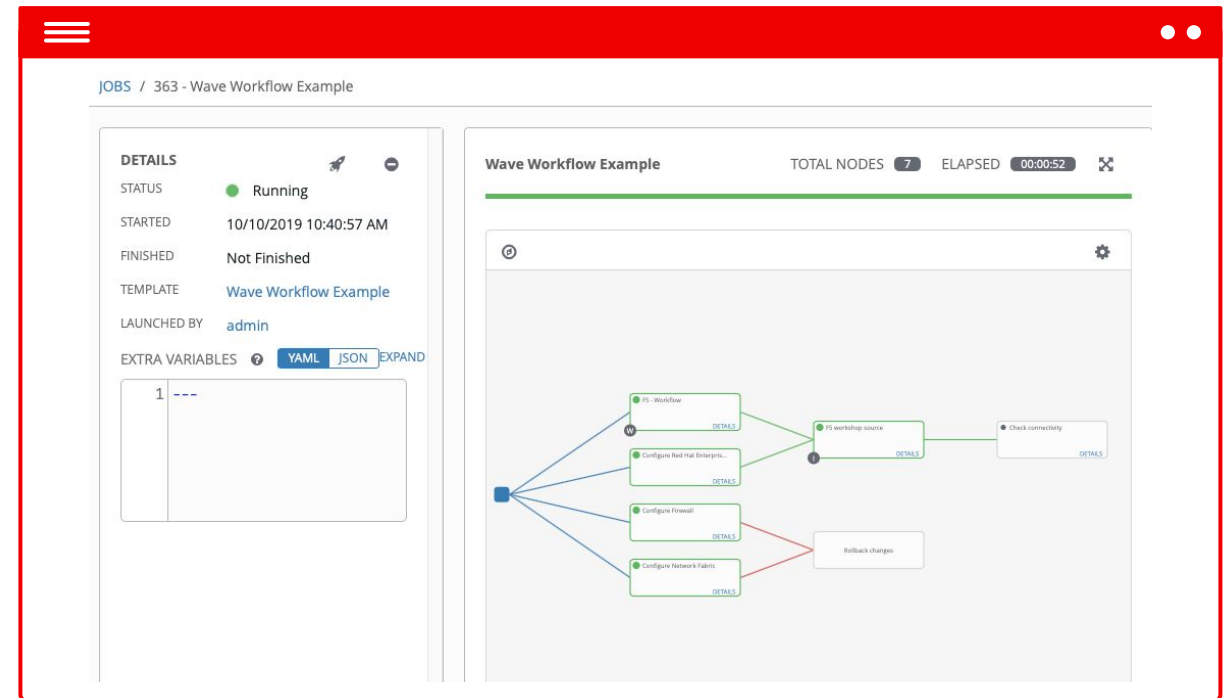 JOBS / 363 - Wave Workflow Example
DETAILS
STATUS Running
STARTED 10/10/2019 10:40:57 AM
FINISHED Not Finished
TEMPLATE Wave Workflow Example
LAUNCHED BY admin
EXTRA VARIABLES ? YAML JSON EXPAND
1 ---
Wave Workflow Example TOTAL NODES 7 ELAPSED 00:00:52
F5 - Workflow
W DETAILS
Configure Red Hat Enterpris...
DETAILS
Configure Firewall
DETAILS
Configure Network Fabric
DETAILS
F5 workshop source
I DETAILS
Check connectivity
DETAILS
Rollback changes